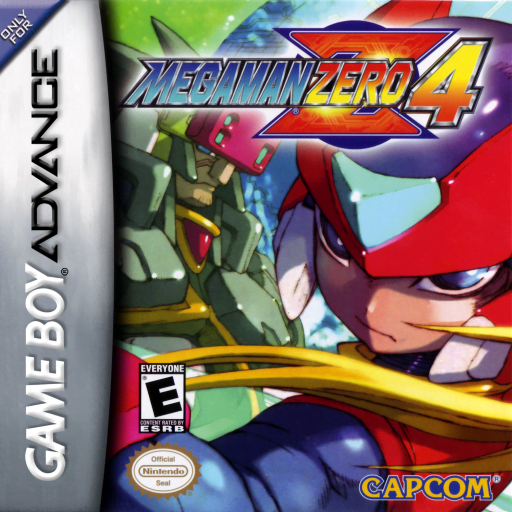 ONLY
FOR
GAME BOY ADVANCE
MEGAMAN ZERO 4
EVERYONE
E
CONTENT RATED BY
ESRB
Official
Nintendo
Seal
CAPCOM